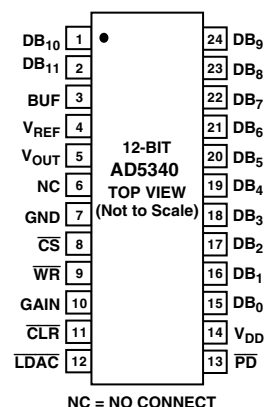 DB10 1
DB11 2
BUF 3
VREF 4
VOUT 5
NC 6
GND 7
CS 8
WR 9
GAIN 10
CLR 11
LDAC 12
12-BIT
AD5340
TOP VIEW
(Not to Scale)
24 DB9
23 DB8
22 DB7
21 DB6
20 DB5
19 DB4
18 DB3
17 DB2
16 DB1
15 DB0
14 VDD
13 PD
NC = NO CONNECT